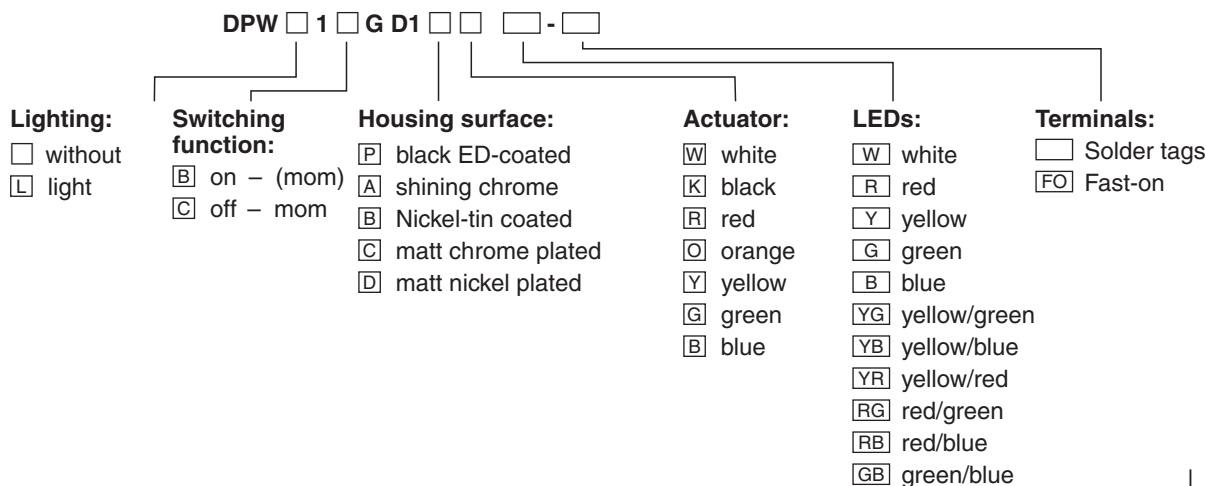 DPW 1 G D1 -
Lighting:
without
L light
Switching
function:
B on – (mom)
C off – mom
Housing surface:
P black ED-coated
A shining chrome
B Nickel-tin coated
C matt chrome plated
D matt nickel plated
Actuator:
W white
K black
R red
O orange
Y yellow
G green
B blue
LEDs:
W white
R red
Y yellow
G green
B blue
YG yellow/green
YB yellow/blue
YR yellow/red
RG red/green
RB red/blue
GB green/blue
Terminals:
Solder tags
FO Fast-on